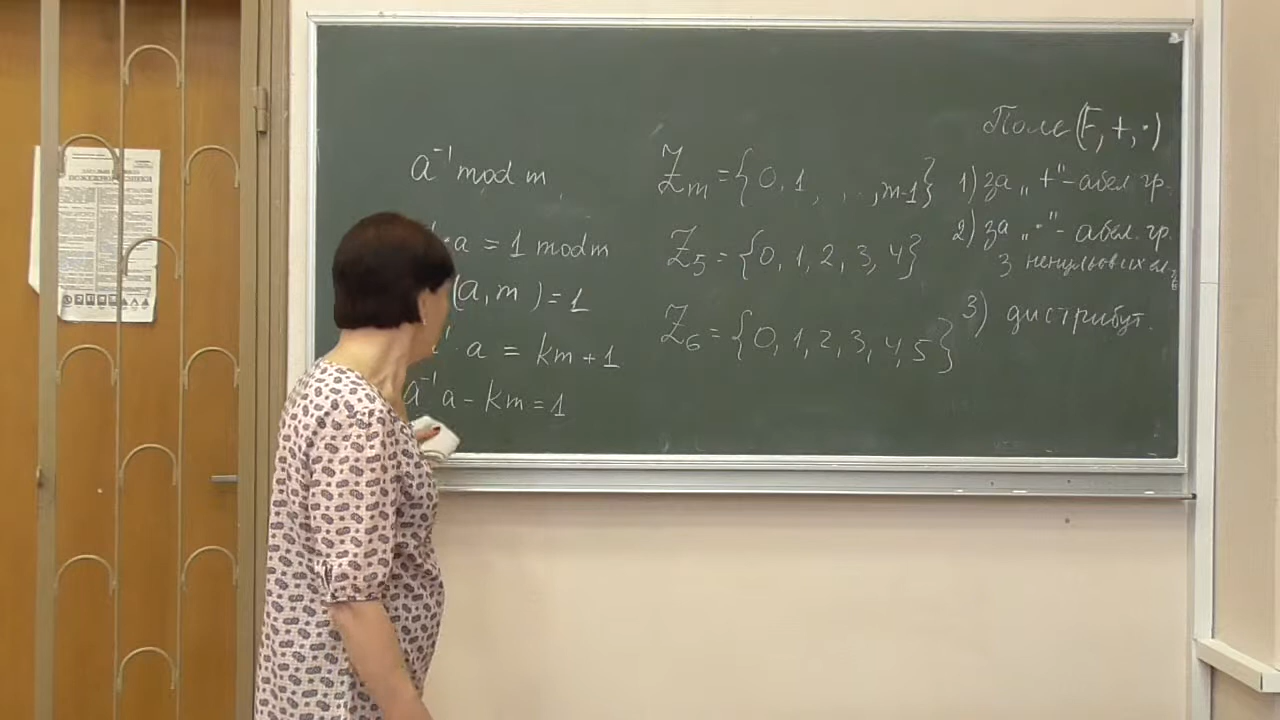 a⁻¹ mod m
· a = 1 mod m
(a, m) = 1
⁻¹ · a = km + 1
a⁻¹ a - km = 1
Zₘ = {0, 1, ..., m-1}
Z₅ = {0, 1, 2, 3, 4}
Z₆ = {0, 1, 2, 3, 4, 5}
Поле (F, +, ·)
1) за „+" - абел гр.
2) за „·" - абел. гр.
з ненульових ел
3) дистрибут.